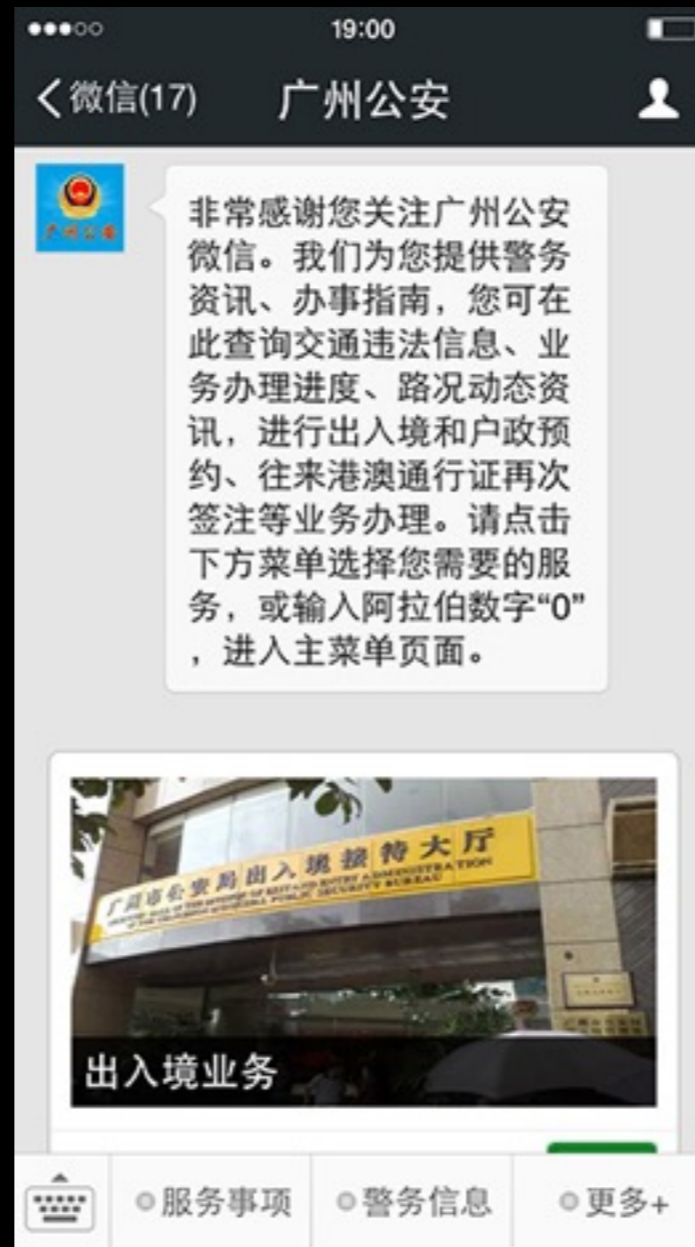 19:00
微信(17)
广州公安
广州公安
非常感谢您关注广州公安
微信。我们为您提供警务
资讯、办事指南，您可在
此查询交通违法信息、业
务办理进度、路况动态资
讯，进行出入境和户政预
约、往来港澳通行证再次
签注等业务办理。请点击
下方菜单选择您需要的服
务，或输入阿拉伯数字“0”
，进入主菜单页面。
广州市公安局出入境接待大厅
出入境业务
服务事项
警务信息
更多+